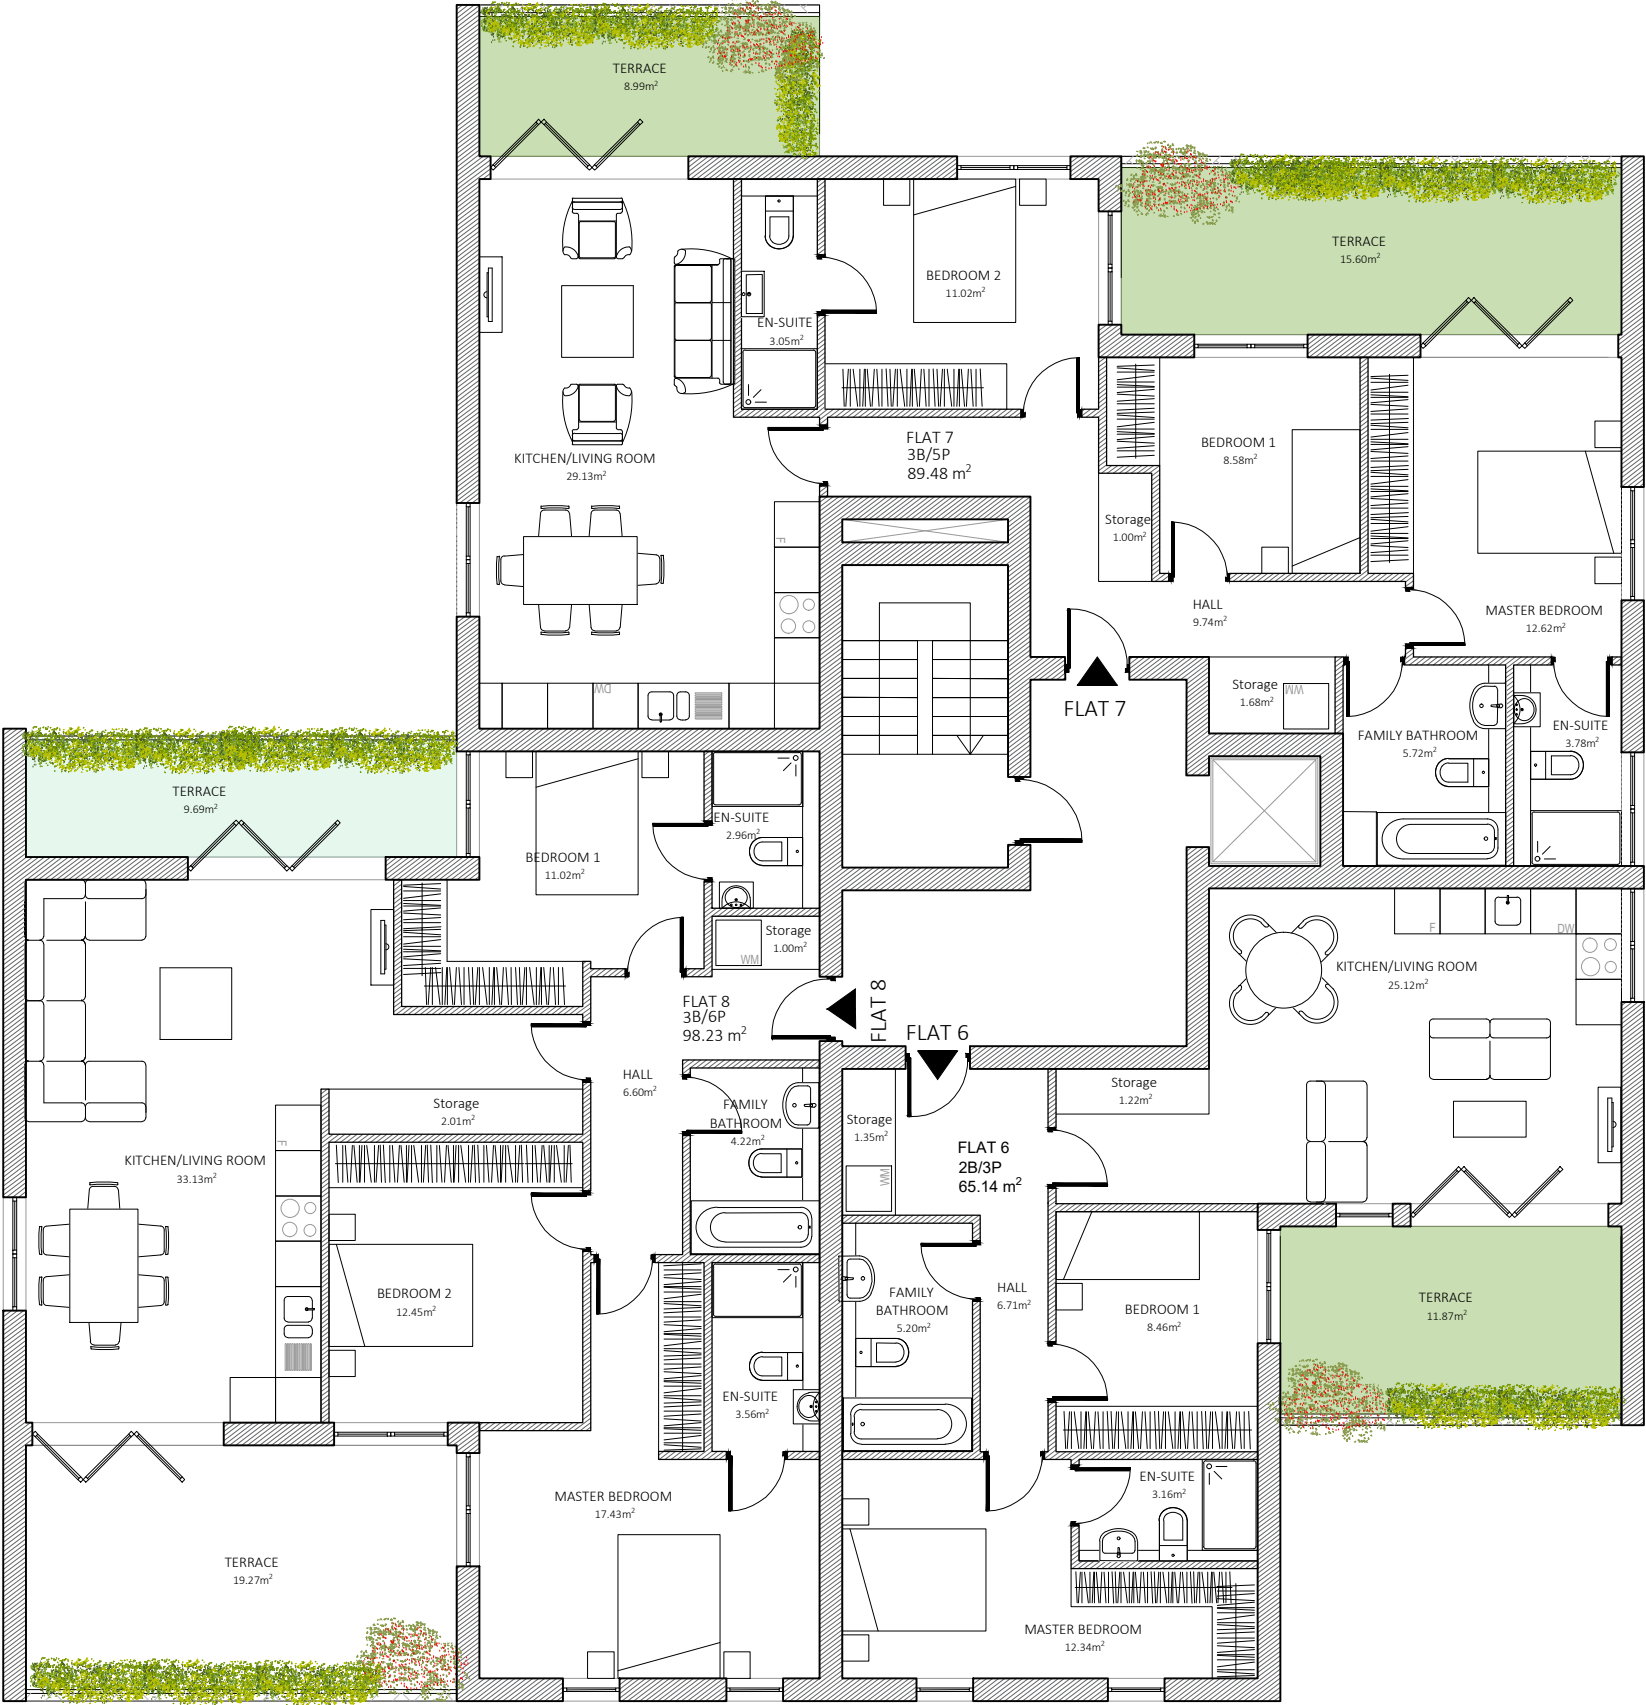 TERRACE
8.99m²
TERRACE
15.60m²
BEDROOM 2
11.02m²
EN-SUITE
3.05m²
FLAT 7
3B/5P
89.48 m²
BEDROOM 1
8.58m²
KITCHEN/LIVING ROOM
29.13m²
F
Storage
1.00m²
HALL
9.74m²
MASTER BEDROOM
12.62m²
DW
FLAT 7
Storage
1.68m²
WM
FAMILY BATHROOM
5.72m²
EN-SUITE
3.78m²
TERRACE
9.69m²
BEDROOM 1
11.02m²
EN-SUITE
2.96m²
Storage
1.00m²
WM
FLAT 8
3B/6P
98.23 m²
FLAT 8
FLAT 6
F
DW
KITCHEN/LIVING ROOM
25.12m²
HALL
6.60m²
Storage
2.01m²
FAMILY
BATHROOM
4.22m²
Storage
1.35m²
WM
Storage
1.22m²
FLAT 6
2B/3P
65.14 m²
F
KITCHEN/LIVING ROOM
33.13m²
BEDROOM 2
12.45m²
FAMILY
BATHROOM
5.20m²
HALL
6.71m²
BEDROOM 1
8.46m²
TERRACE
11.87m²
EN-SUITE
3.56m²
MASTER BEDROOM
17.43m²
EN-SUITE
3.16m²
TERRACE
19.27m²
MASTER BEDROOM
12.34m²